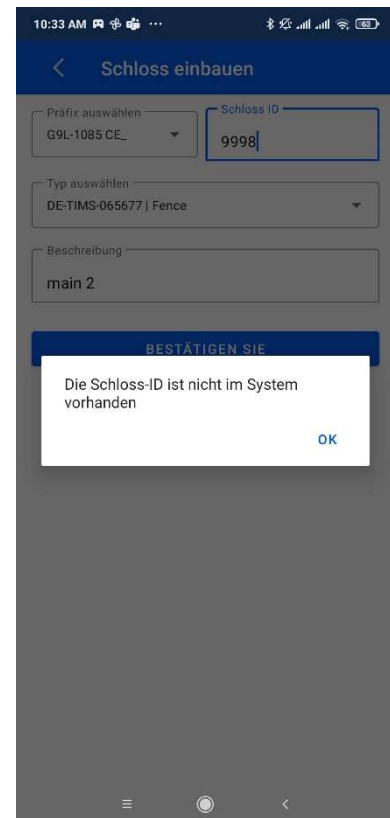 10:33 AM
63
Schloss einbauen
Präfix auswählen
Schloss ID
G9L-1085 CE_
9998
Typ auswählen
DE-TIMS-065677 | Fence
Beschreibung
main 2
BESTÄTIGEN SIE
Die Schloss-ID ist nicht im System
vorhanden
OK